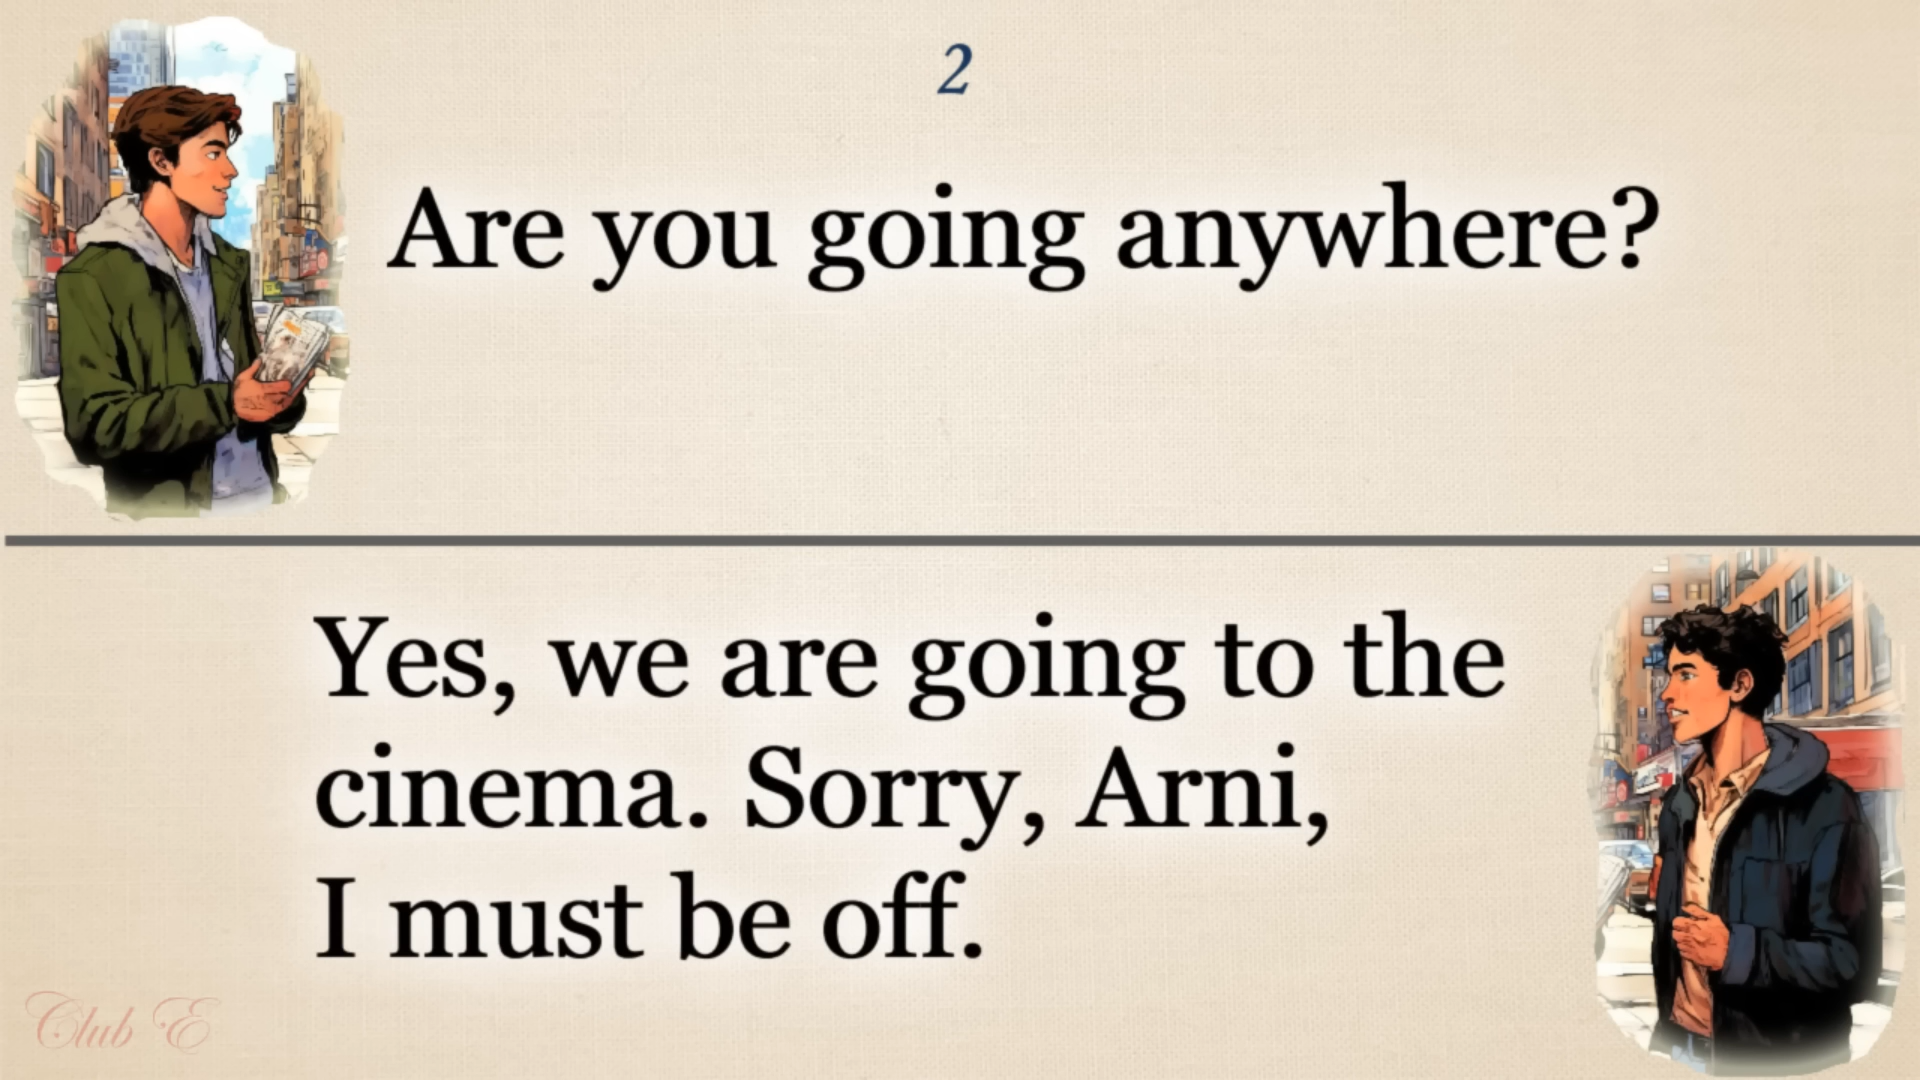 2
Are you going anywhere?
Yes, we are going to the
cinema. Sorry, Arni,
I must be off.
Club E